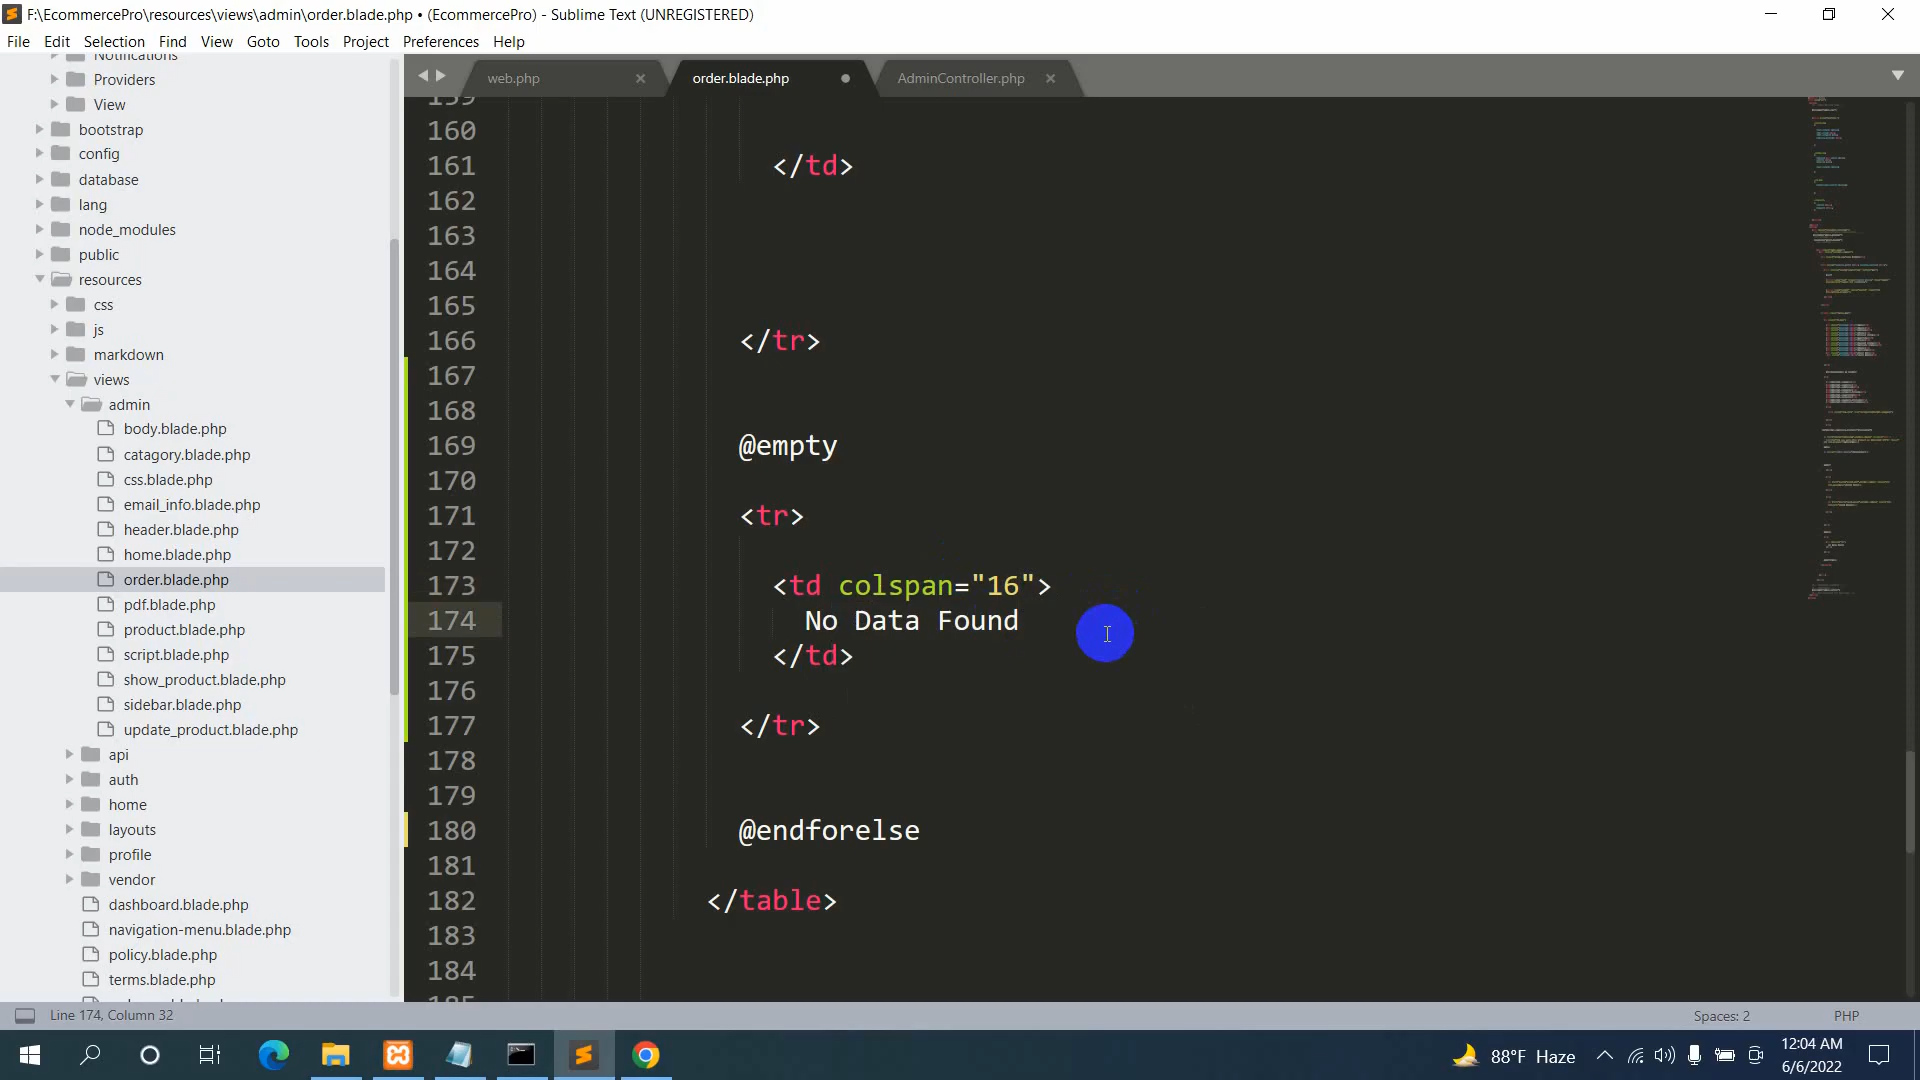 F:\EcommercePro\resources\views\admin\order.blade.php • (EcommercePro) - Sublime Text (UNREGISTERED)
File Edit Selection Find View Goto Tools Project Preferences Help
Notifications
Providers
View
bootstrap
config
database
lang
node_modules
public
resources
css
js
markdown
views
admin
body.blade.php
catagory.blade.php
css.blade.php
email_info.blade.php
header.blade.php
home.blade.php
order.blade.php
pdf.blade.php
product.blade.php
script.blade.php
show_product.blade.php
sidebar.blade.php
update_product.blade.php
api
auth
home
layouts
profile
vendor
dashboard.blade.php
navigation-menu.blade.php
policy.blade.php
terms.blade.php
web.php order.blade.php AdminController.php
159
160
161 </td>
162
163
164
165
166 </tr>
167
168
169 @empty
170
171 <tr>
172
173 <td colspan="16">
174 No Data Found
175 </td>
176
177 </tr>
178
179
180 @endforelse
181
182 </table>
183
184
185
Line 174, Column 32 Spaces: 2 PHP
88°F Haze 12:04 AM
6/6/2022